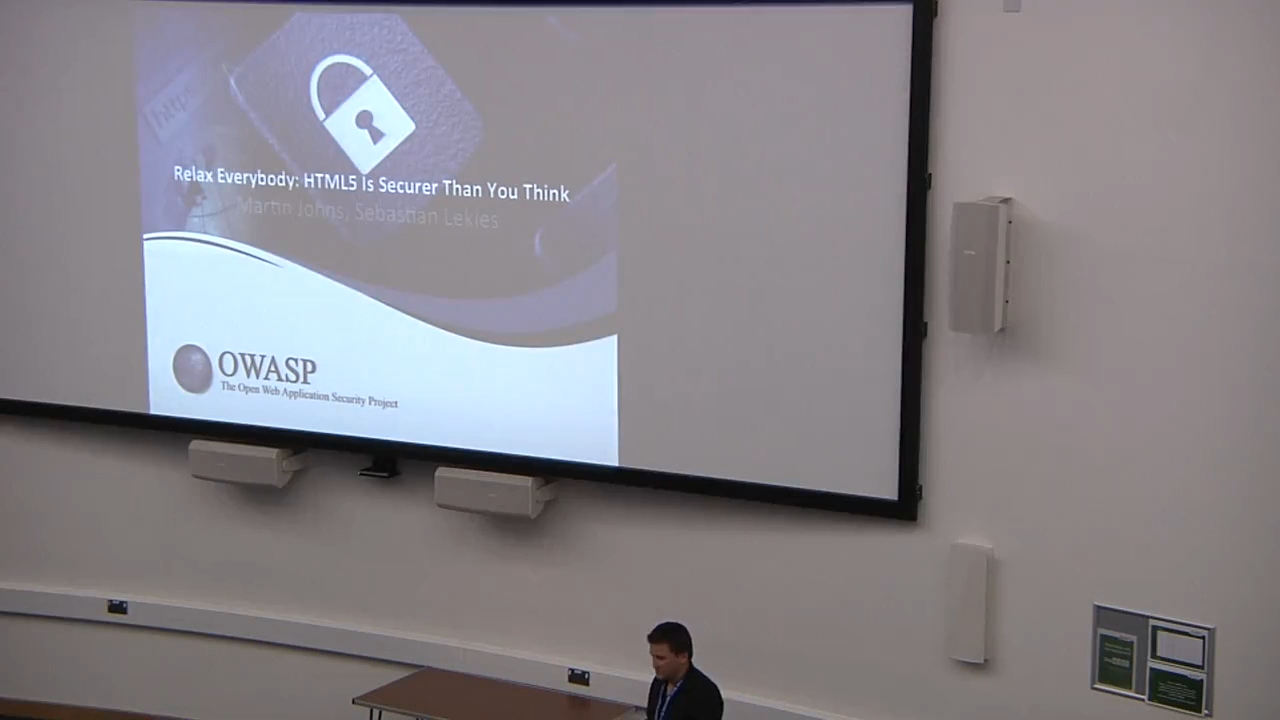 http
Relax Everybody: HTML5 Is Securer Than You Think
Martin Johns, Sebastian Lekies
OWASP
The Open Web Application Security Project